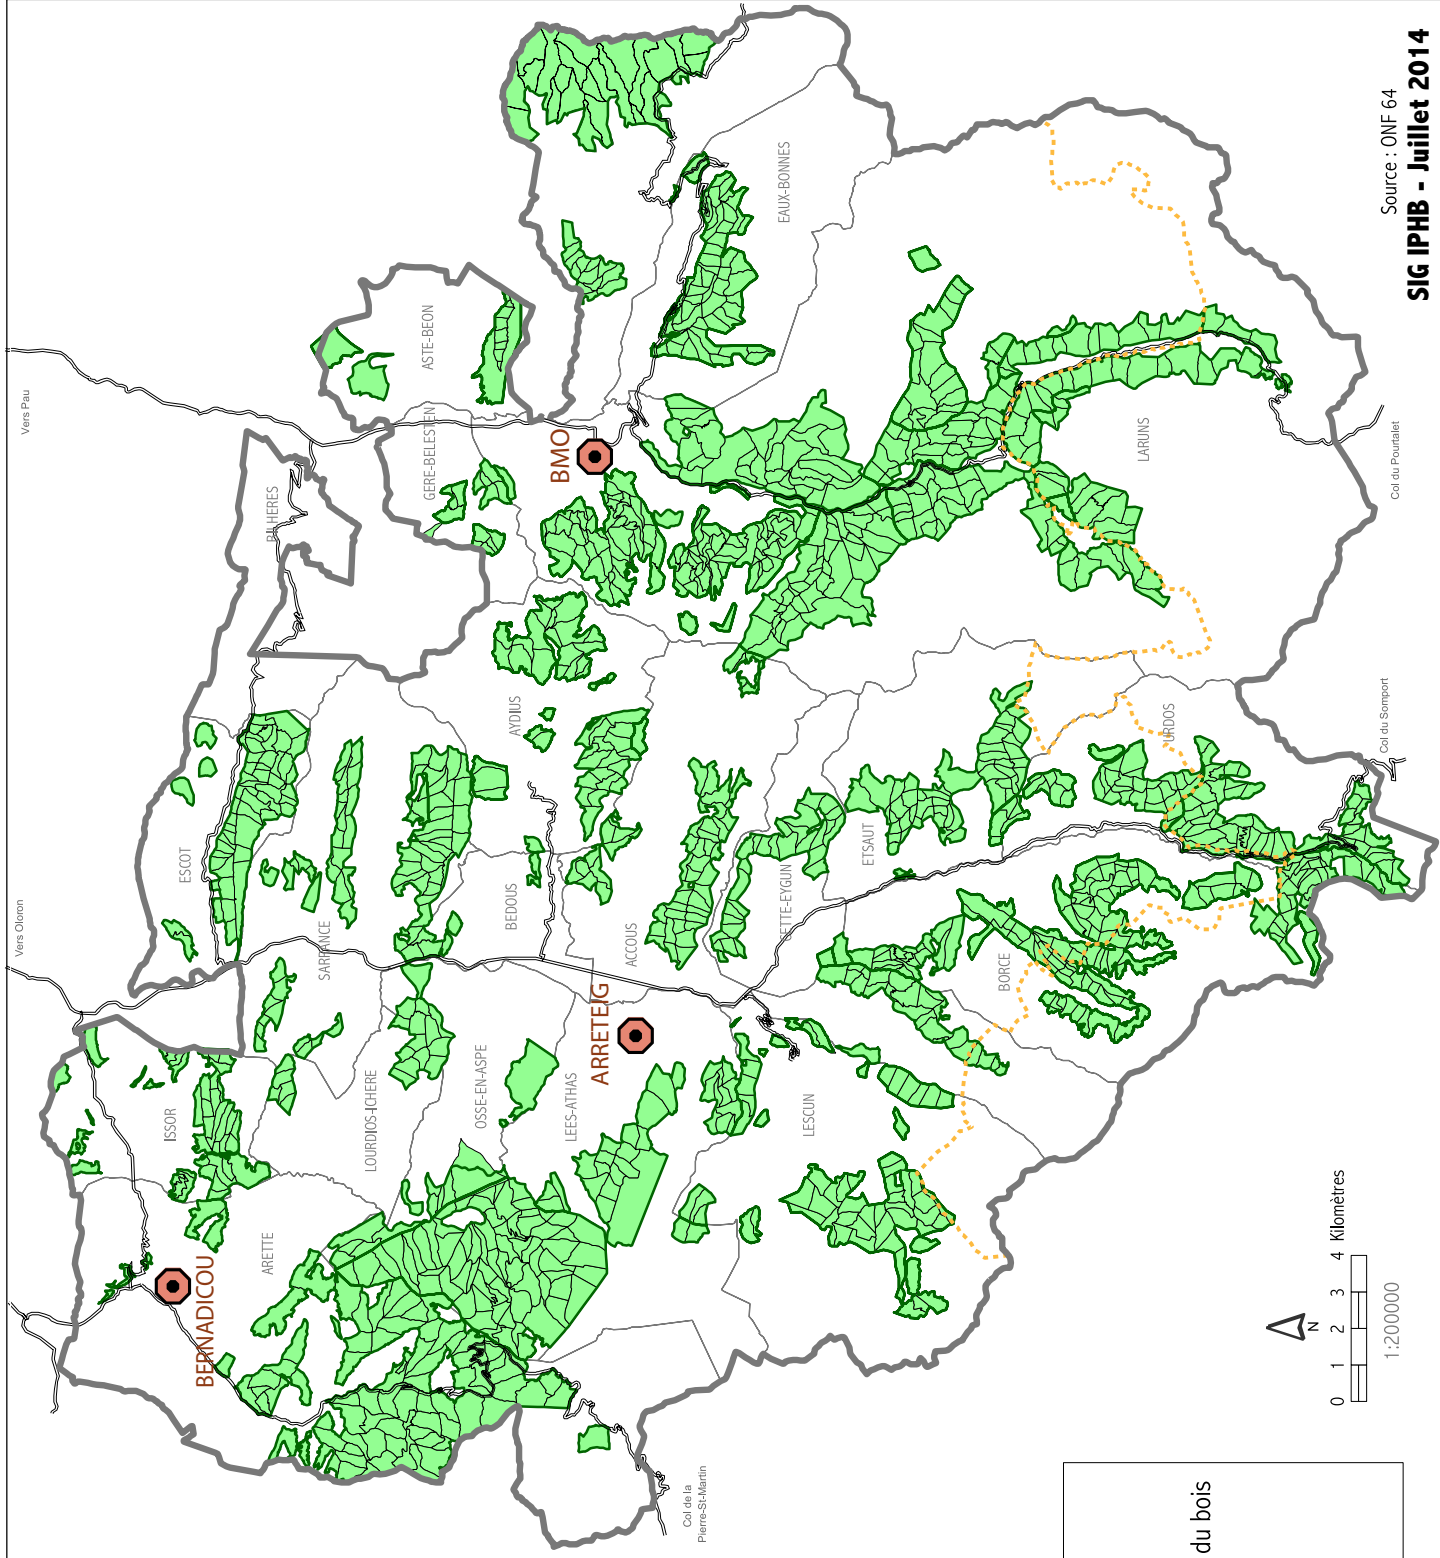 Vers Pau
Vers Oloron
BILHERES
ASTE-BEON
GERE-BELESTEN
BMO
EAUX-BONNES
ESCOT
AYDIUS
SARRANCE
BEDOUS
ACCOUS
CETTE-EYGUN
ETSAUT
URDOS
LARUNS
ISSOR
LOURDIOS-ICHERE
OSSE-EN-ASPE
LEES-ATHAS
ARRETEIG
LESCUN
BORCE
ARETTE
BERNADICOU
Col de la
Pierre-St-Martin
Col du Somport
Col du Pourtalet
N
0 1 2 3 4 Kilomètres
1:200000
du bois
Source : ONF 64
SIG IPHB - Juillet 2014